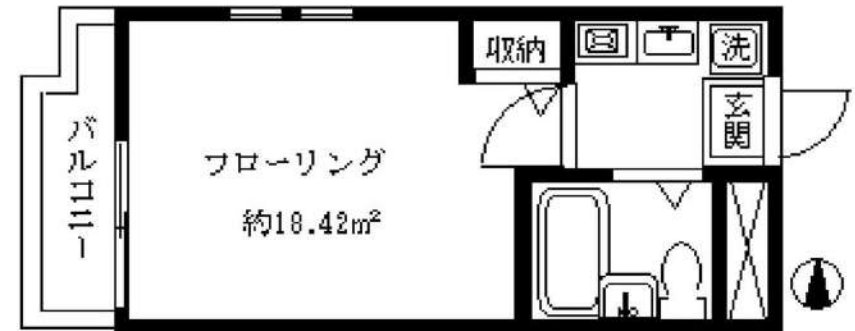 収納
洗
玄関
バルコニー
フローリング
約18.42m²